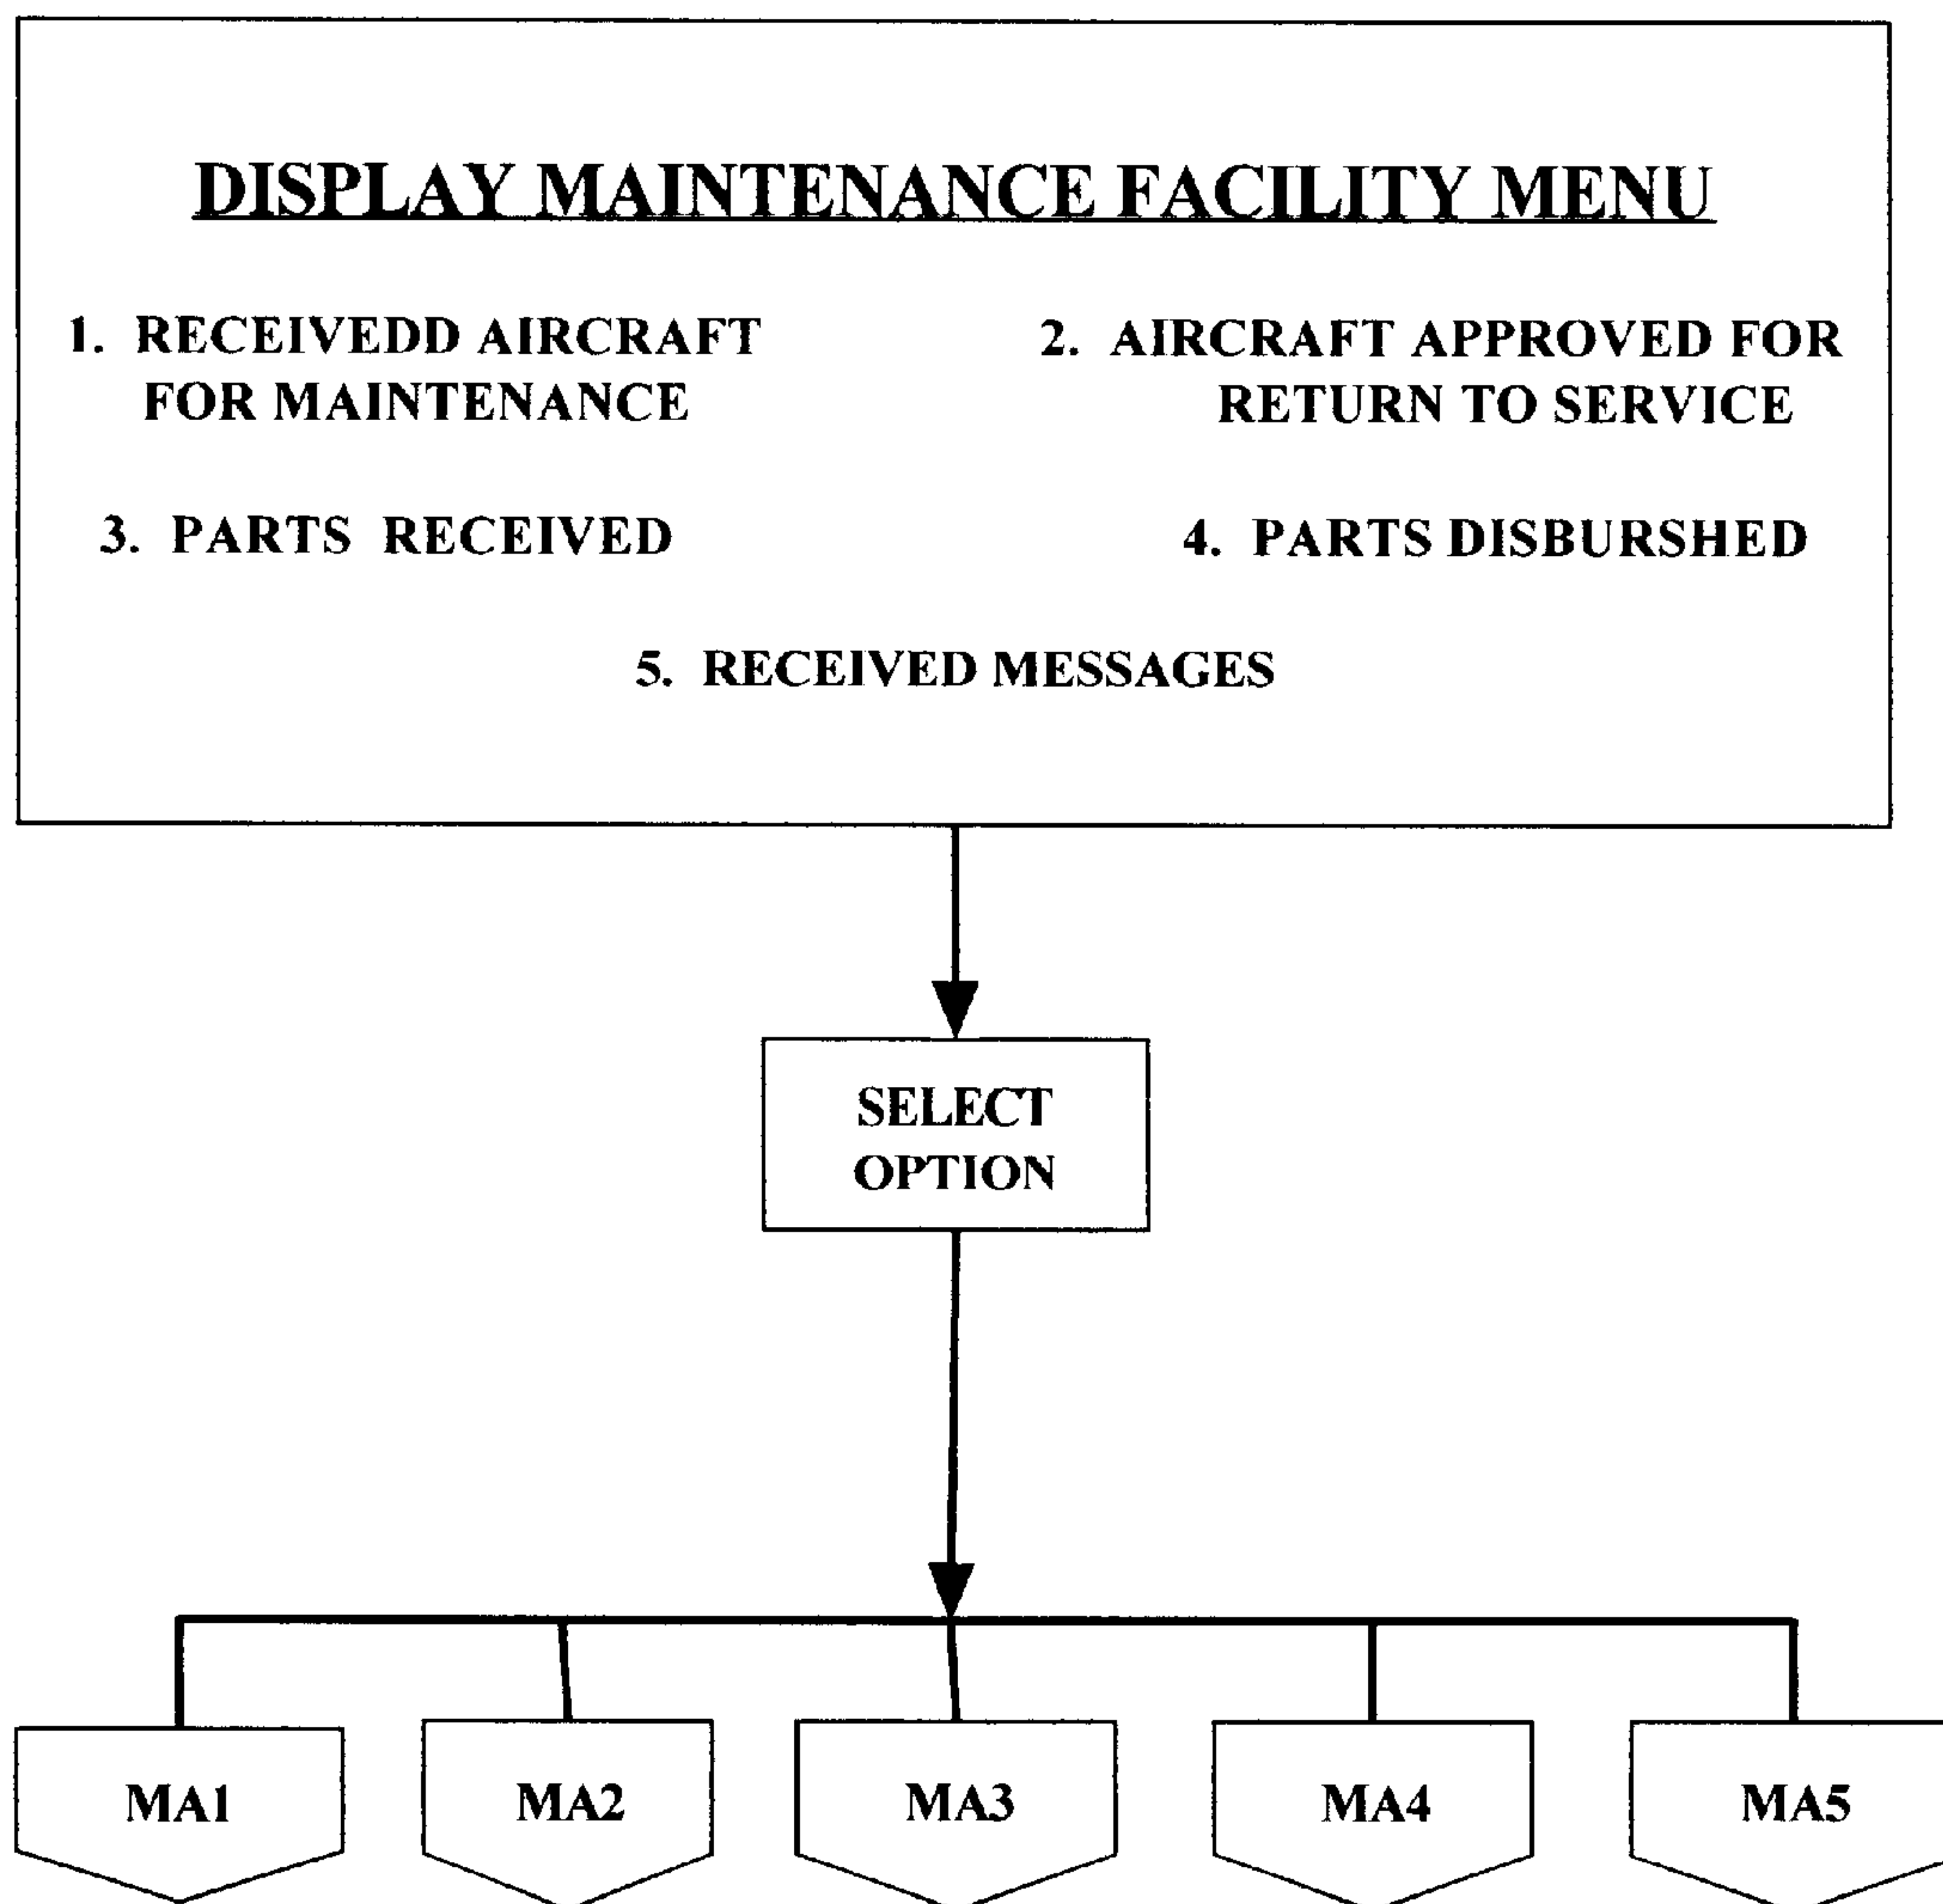 DISPLAY MAINTENANCE FACILITY MENU
1. RECEIVEDD AIRCRAFT
FOR MAINTENANCE
2. AIRCRAFT APPROVED FOR
RETURN TO SERVICE
3. PARTS RECEIVED
4. PARTS DISBURSHED
5. RECEIVED MESSAGES
SELECT
OPTION
MA1
MA2
MA3
MA4
MA5